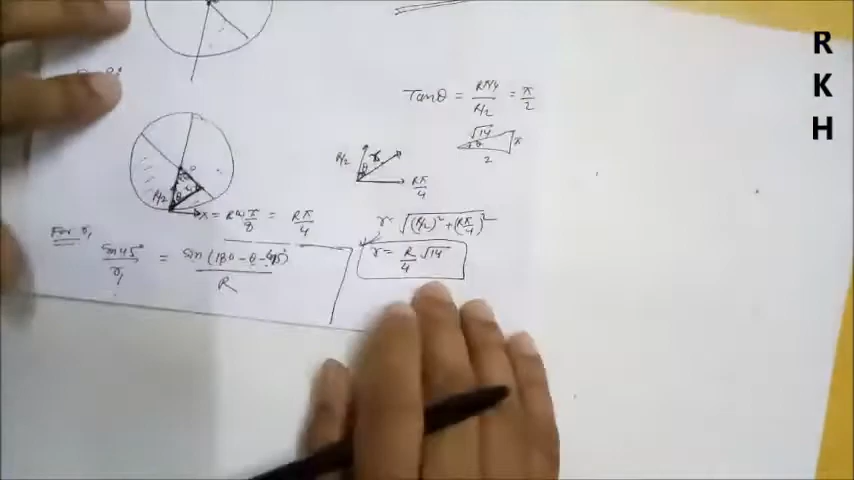 R
K
H
Tanθ = Rπ/4 / R/2 = π/2
√14
θ
π
2
R/2
r
Rπ/4
R/2
θ
x = Rω π/8 = Rπ/4
r = √((R/2)² + (Rπ/4)²)
r = R/4 √14
For r₁
Sin45° / r₁ = Sin (180 - θ - 45°) / R